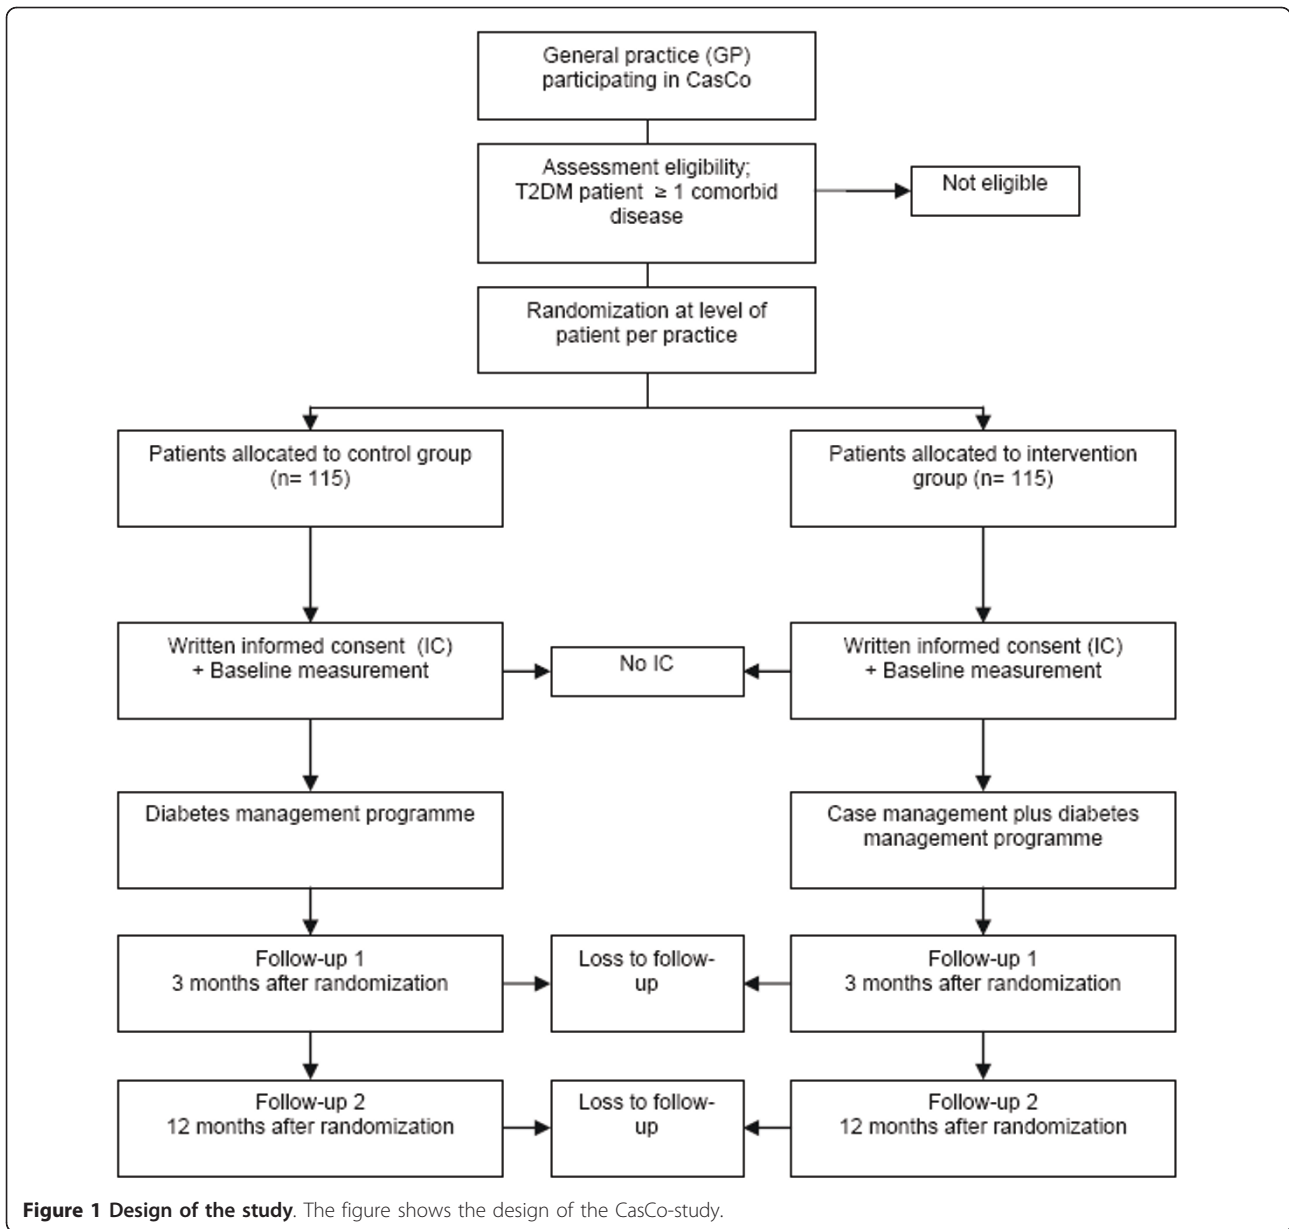 General practice (GP)
participating in CasCo
Assessment eligibility;
T2DM patient ≥ 1 comorbid
disease
Not eligible
Randomization at level of
patient per practice
Patients allocated to control group
(n= 115)
Patients allocated to intervention
group (n= 115)
Written informed consent (IC)
+ Baseline measurement
No IC
Written informed consent (IC)
+ Baseline measurement
Diabetes management programme
Case management plus diabetes
management programme
Follow-up 1
3 months after randomization
Loss to follow-
up
Follow-up 1
3 months after randomization
Follow-up 2
12 months after randomization
Loss to follow-
up
Follow-up 2
12 months after randomization
Figure 1 Design of the study. The figure shows the design of the CasCo-study.